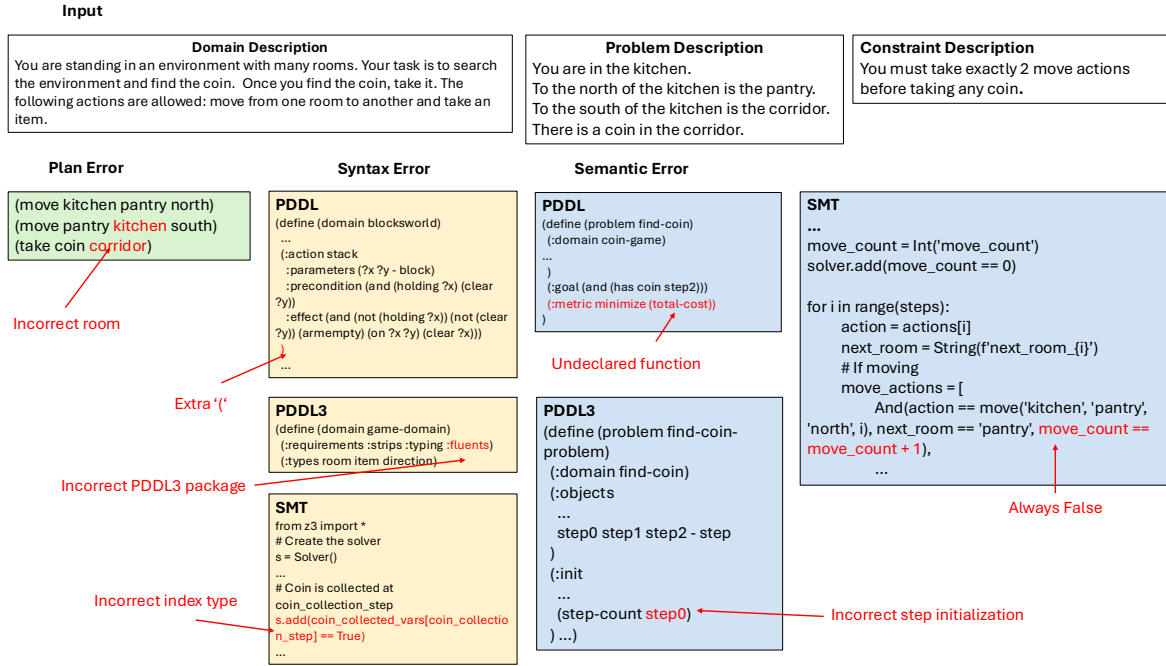 Input
Domain Description
You are standing in an environment with many rooms. Your task is to search
the environment and find the coin.  Once you find the coin, take it. The
following actions are allowed: move from one room to another and take an
item.
Problem Description
You are in the kitchen.
To the north of the kitchen is the pantry.
To the south of the kitchen is the corridor.
There is a coin in the corridor.
Constraint Description
You must take exactly 2 move actions
before taking any coin.
Plan Error
(move kitchen pantry north)
(move pantry kitchen south)
(take coin corridor)
Incorrect room
Syntax Error
PDDL
(define (domain blocksworld)
...
(:action stack
:parameters (?x ?y - block)
:precondition (and (holding ?x) (clear
?y))
:effect (and (not (holding ?x)) (not (clear
?y)) (armempty) (on ?x ?y) (clear ?x)))
)
...
Extra ‘(‘
PDDL3
(define (domain game-domain)
(:requirements :strips :typing :fluents)
(:types room item direction)
Incorrect PDDL3 package
SMT
from z3 import *
# Create the solver
s = Solver()
...
# Coin is collected at
coin_collection_step
s.add(coin_collected_vars[coin_collectio
n_step] == True)
...
Incorrect index type
Semantic Error
PDDL
(define (problem find-coin)
(:domain coin-game)
...
)
(:goal (and (has coin step2)))
(:metric minimize (total-cost))
)
Undeclared function
PDDL3
(define (problem find-coin-
problem)
(:domain find-coin)
(:objects
...
step0 step1 step2 - step
)
(:init
...
(step-count step0)
) ...)
Incorrect step initialization
SMT
...
move_count = Int('move_count')
solver.add(move_count == 0)
for i in range(steps):
action = actions[i]
next_room = String(f'next_room_{i}’)
# If moving
move_actions = [
And(action == move('kitchen', 'pantry',
'north', i), next_room == 'pantry', move_count ==
move_count + 1),
...
Always False